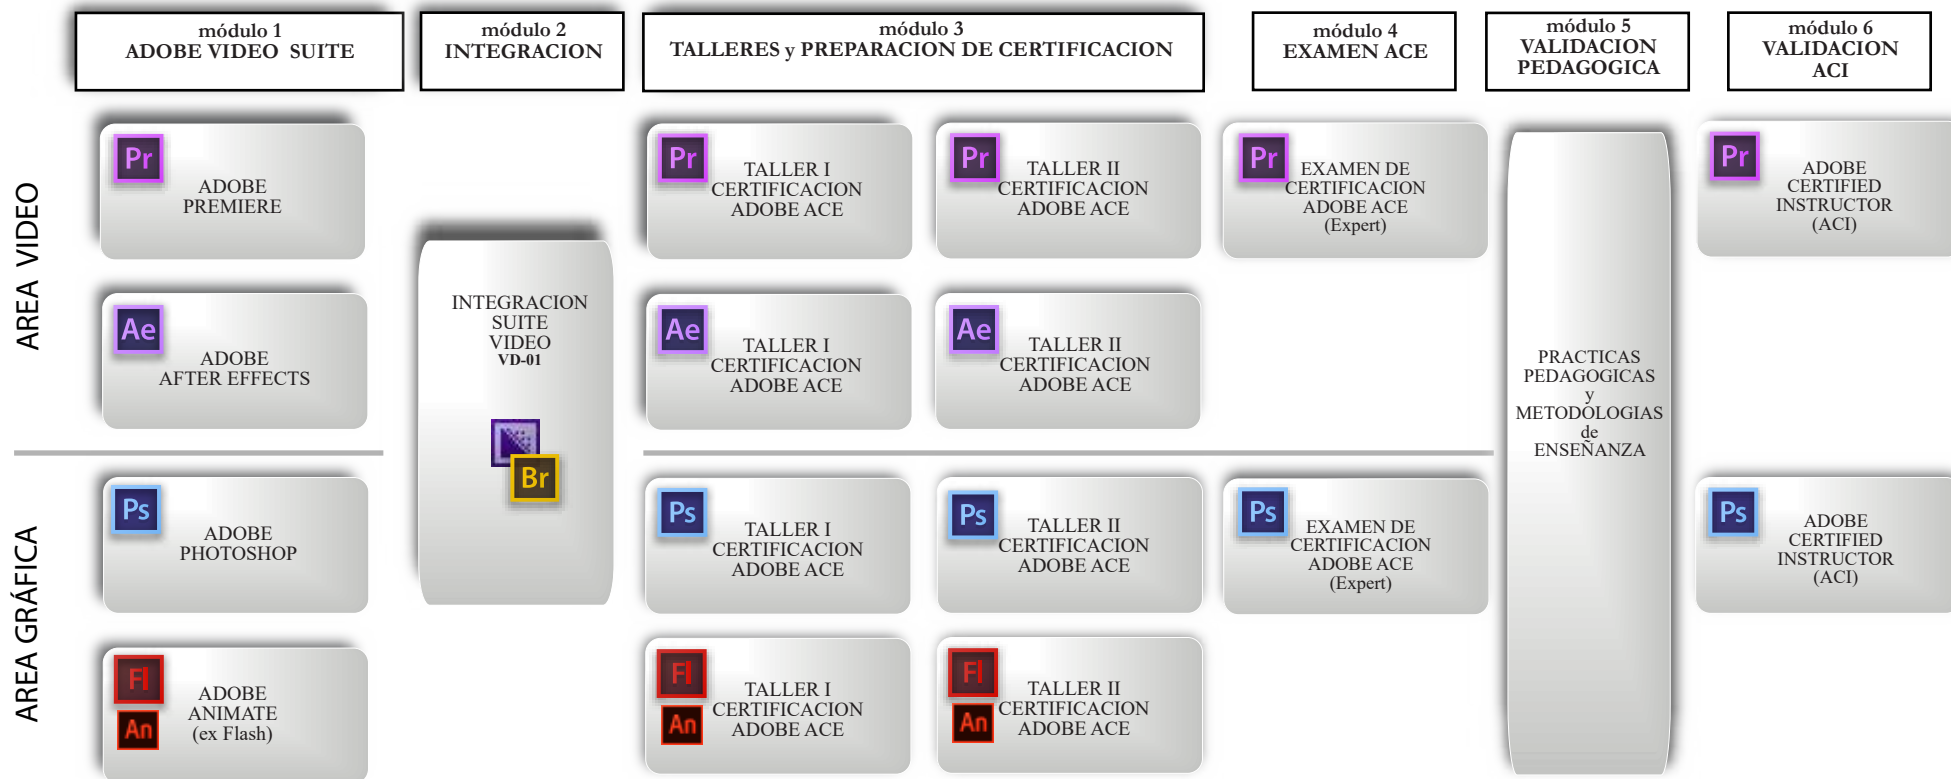 módulo 1
ADOBE VIDEO SUITE
módulo 2
INTEGRACION
módulo 3
TALLERES y PREPARACION DE CERTIFICACION
módulo 4
EXAMEN ACE
módulo 5
VALIDACION
PEDAGOGICA
módulo 6
VALIDACION
ACI
AREA VIDEO
Pr
ADOBE
PREMIERE
Pr
TALLER I
CERTIFICACION
ADOBE ACE
Pr
TALLER II
CERTIFICACION
ADOBE ACE
Pr
EXAMEN DE
CERTIFICACION
ADOBE ACE
(Expert)
Pr
ADOBE
CERTIFIED
INSTRUCTOR
(ACI)
Ae
ADOBE
AFTER EFFECTS
INTEGRACION
SUITE
VIDEO
VD-01
Br
Ae
TALLER I
CERTIFICACION
ADOBE ACE
Ae
TALLER II
CERTIFICACION
ADOBE ACE
PRACTICAS
PEDAGOGICAS
y
METODOLOGIAS
de
ENSEÑANZA
AREA GRÁFICA
Ps
ADOBE
PHOTOSHOP
Ps
TALLER I
CERTIFICACION
ADOBE ACE
Ps
TALLER II
CERTIFICACION
ADOBE ACE
Ps
EXAMEN DE
CERTIFICACION
ADOBE ACE
(Expert)
Ps
ADOBE
CERTIFIED
INSTRUCTOR
(ACI)
Fl
An
ADOBE
ANIMATE
(ex Flash)
Fl
An
TALLER I
CERTIFICACION
ADOBE ACE
Fl
An
TALLER II
CERTIFICACION
ADOBE ACE